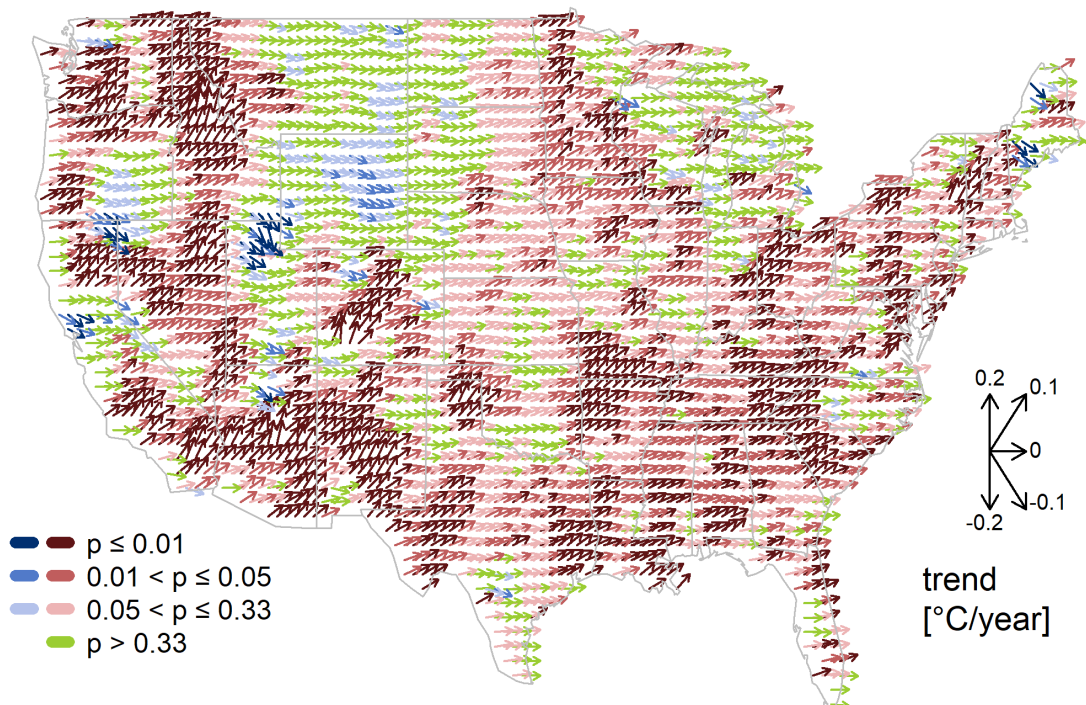 0.2
0.1
0
-0.1
-0.2
p ≤ 0.01
0.01 < p ≤ 0.05
0.05 < p ≤ 0.33
p > 0.33
trend
[°C/year]